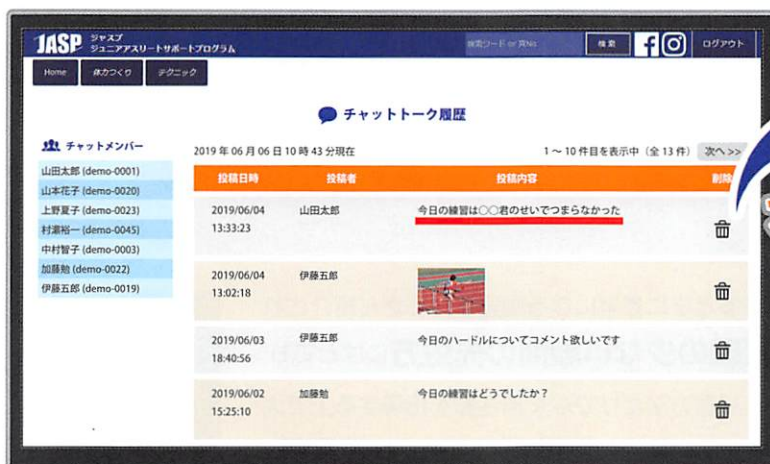 JASP ジャスプ
ジュニアアスリートサポートプログラム
検索
ログアウト
Home 体力つくり テクニック
チャットトーク履歴
チャットメンバー
2019年06月06日10時43分現在
1～10件目を表示中(全13件) 次へ>>
山田太郎 (demo-0001)
山本花子 (demo-0020)
上野夏子 (demo-0023)
村瀬裕一 (demo-0045)
中村智子 (demo-0003)
加藤勉 (demo-0022)
伊藤五郎 (demo-0019)
投稿日時 投稿者 投稿内容 削除
2019/06/04 山田太郎 今日の練習は○○君のせいでつまらなかった
13:33:23
2019/06/04 伊藤五郎
13:02:18
2019/06/03 伊藤五郎 今日のハードルについてコメント欲しいです
18:40:56
2019/06/02 加藤勉 今日の練習はどうでしたか？
15:25:10